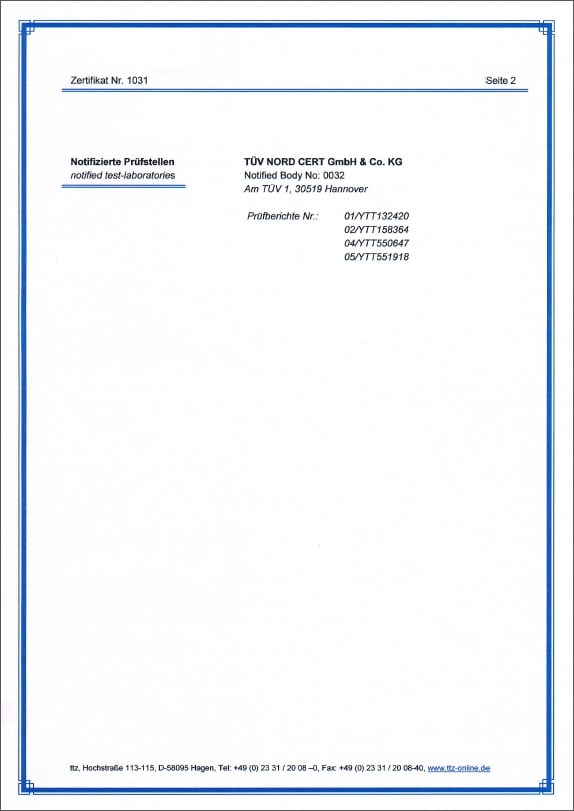 Zertifikat Nr. 1031 Seite 2
Notifizierte Prüfstellen
notified test-laboratories
TÜV NORD CERT GmbH & Co. KG
Notified Body No: 0032
Am TÜV 1, 30519 Hannover
Prüfberichte Nr.: 01/YTT132420
02/YTT158364
04/YTT550647
05/YTT551918
ttz, Hochstraße 113-115, D-58095 Hagen, Tel: +49 (0) 23 31 / 20 08 –0, Fax: +49 (0) 23 31 / 20 08-40, www.ttz-online.de